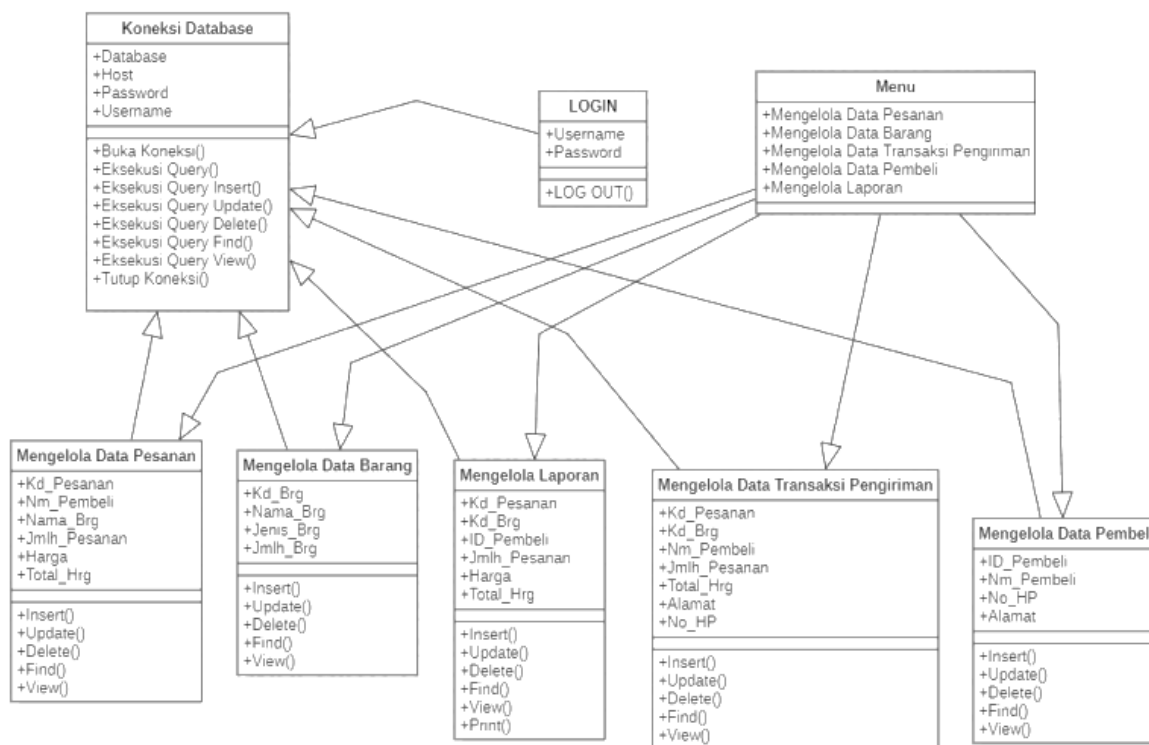 Koneksi Database
+Database
+Host
+Password
+Username
+Buka Koneksi()
+Eksekusi Query()
+Eksekusi Query Insert()
+Eksekusi Query Update()
+Eksekusi Query Delete()
+Eksekusi Query Find()
+Eksekusi Query View()
+Tutup Koneksi()
LOGIN
+Username
+Password
+LOG OUT()
Menu
+Mengelola Data Pesanan
+Mengelola Data Barang
+Mengelola Data Transaksi Pengiriman
+Mengelola Data Pembeli
+Mengelola Laporan
Mengelola Data Pesanan
+Kd_Pesanan
+Nm_Pembeli
+Nama_Brg
+Jmlh_Pesanan
+Harga
+Total_Hrg
+Insert()
+Update()
+Delete()
+Find()
+View()
Mengelola Data Barang
+Kd_Brg
+Nama_Brg
+Jenis_Brg
+Jmlh_Brg
+Insert()
+Update()
+Delete()
+Find()
+View()
Mengelola Laporan
+Kd_Pesanan
+Kd_Brg
+ID_Pembeli
+Jmlh_Pesanan
+Harga
+Total_Hrg
+Insert()
+Update()
+Delete()
+Find()
+View()
+Print()
Mengelola Data Transaksi Pengiriman
+Kd_Pesanan
+Kd_Brg
+Nm_Pembeli
+Jmlh_Pesanan
+Total_Hrg
+Alamat
+No_HP
+Insert()
+Update()
+Delete()
+Find()
+View()
Mengelola Data Pembel
+ID_Pembeli
+Nm_Pembeli
+No_HP
+Alamat
+Insert()
+Update()
+Delete()
+Find()
+View()